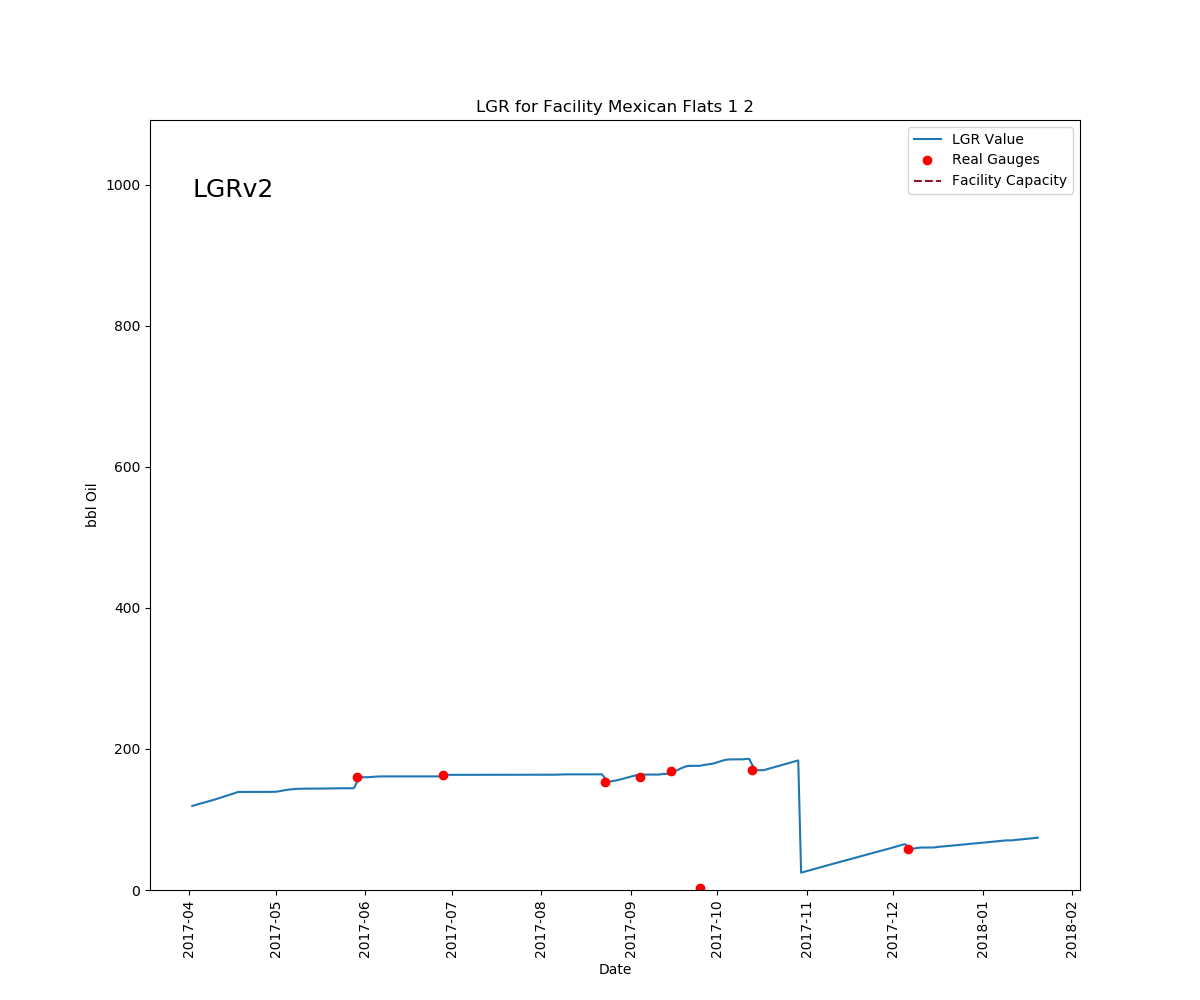 LGR for Facility Mexican Flats 1 2
LGRv2
LGR Value
Real Gauges
Facility Capacity
1000
800
600
400
200
0
bbl Oil
2017-04
2017-05
2017-06
2017-07
2017-08
2017-09
2017-10
2017-11
2017-12
2018-01
2018-02
Date